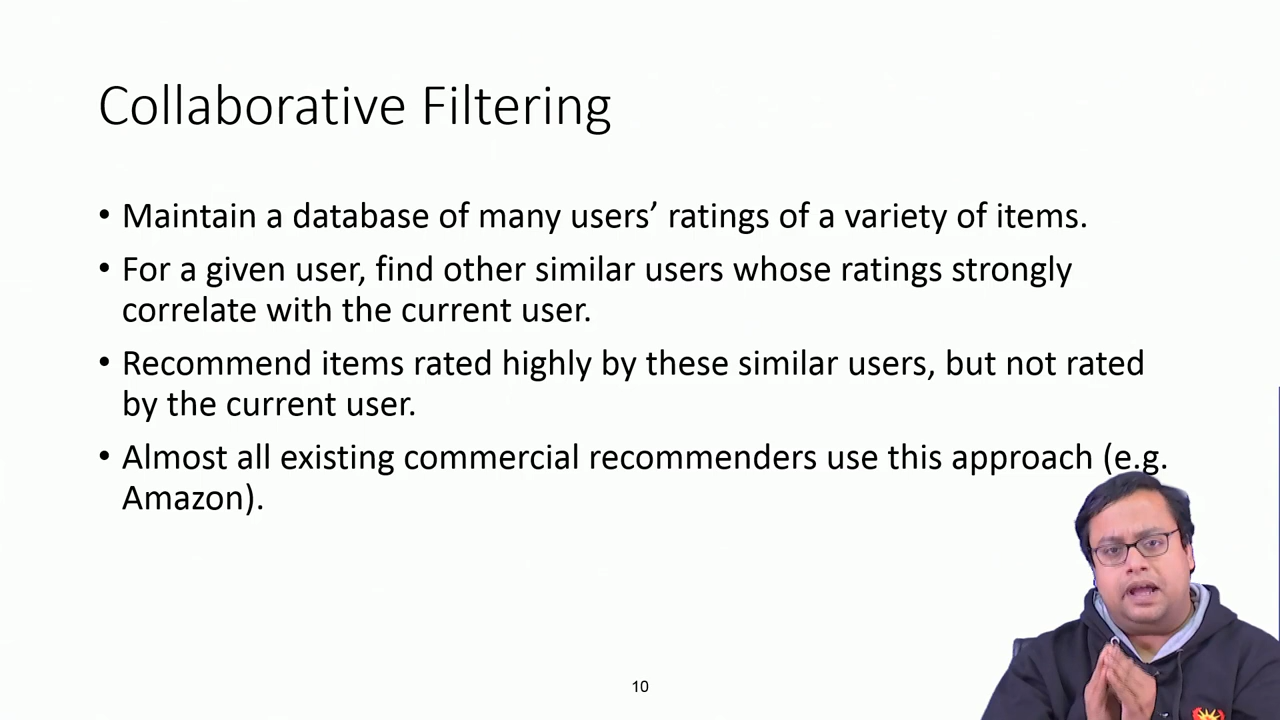 Collaborative Filtering
• Maintain a database of many users’ ratings of a variety of items.
• For a given user, find other similar users whose ratings strongly
correlate with the current user.
• Recommend items rated highly by these similar users, but not rated
by the current user.
• Almost all existing commercial recommenders use this approach (e.g.
Amazon).
10